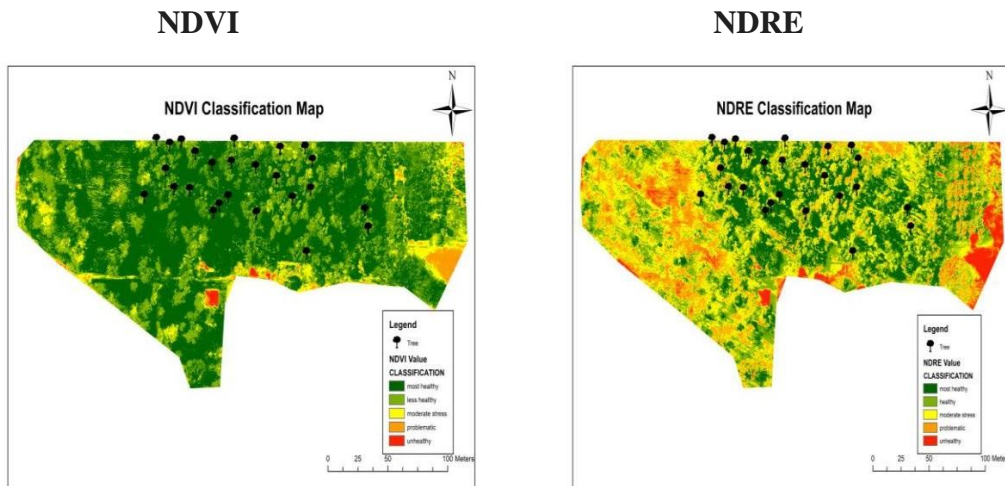 NDVI
NDRE
N
NDVI Classification Map
Legend
Tree
NDVI Value
CLASSIFICATION
most healthy
less healthy
moderate stress
problematic
unhealthy
0 25 50 100 Meters
N
NDRE Classification Map
Legend
Tree
NDRE Value
CLASSIFICATION
most healthy
healthy
moderate stress
problematic
unhealthy
0 25 50 100 Meters